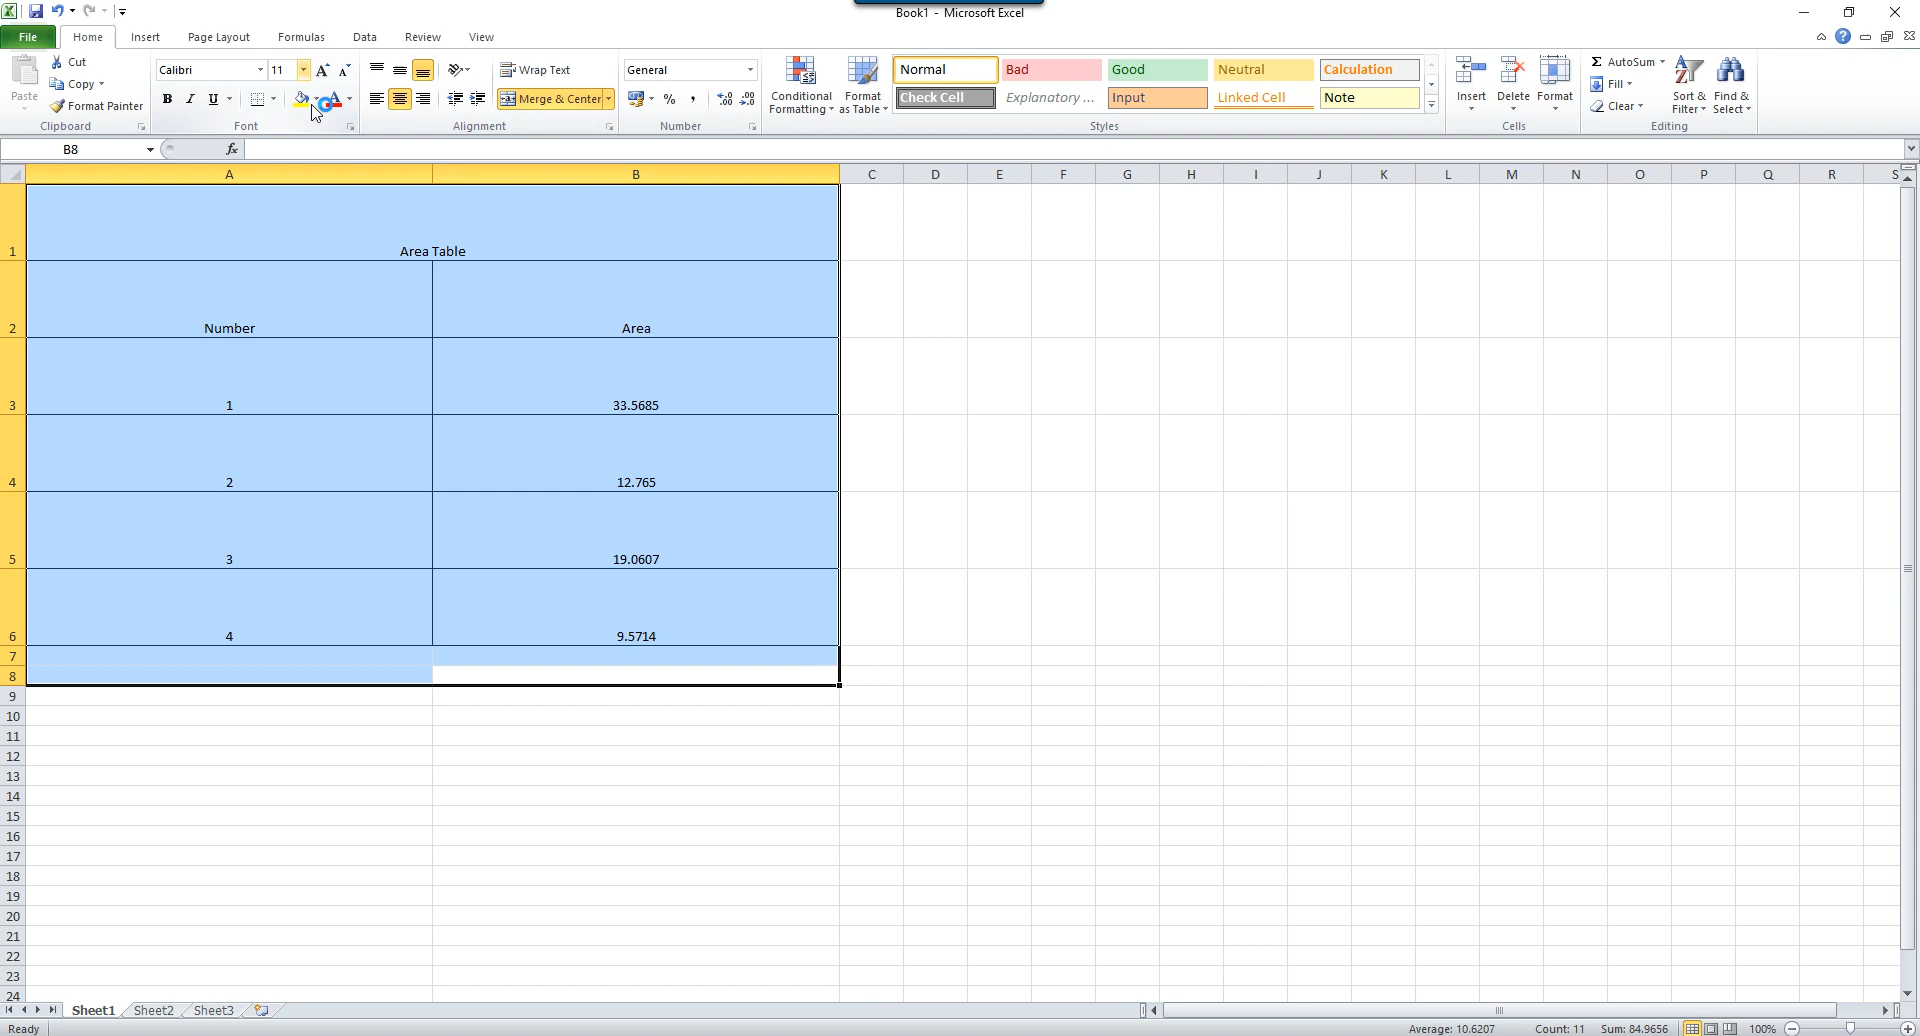 Book1 - Microsoft Excel
File Home Insert Page Layout Formulas Data Review View
Paste
Cut
Copy
Format Painter
Clipboard
Calibri 11
B I U
Font
Wrap Text
Merge & Center
Alignment
General
% ,
Number
Conditional Formatting
Format as Table
Normal Bad Good Neutral Calculation
Check Cell Explanatory ... Input Linked Cell Note
Styles
Insert Delete Format
Cells
Σ AutoSum
Fill
Clear
Sort & Filter
Find & Select
Editing
B8 fx
A B C D E F G H I J K L M N O P Q R S
1 Area Table
2 Number Area
3 1 33.5685
4 2 12.765
5 3 19.0607
6 4 9.5714
7
8
9
10
11
12
13
14
15
16
17
18
19
20
21
22
23
24
Sheet1 Sheet2 Sheet3
Ready Average: 10.6207 Count: 11 Sum: 84.9656 100%